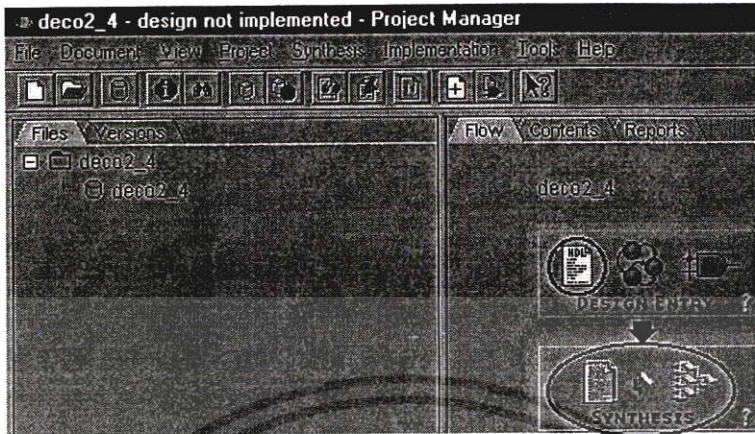 deco2_4 - design not implemented - Project Manager
File Document View Project Synthesis Implementation Tools Help
Files Versions
Flow Contents Reports
deco2_4
deco2_4
deco2_4
HDL
DESIGN ENTRY ?
SYNTHESIS ?